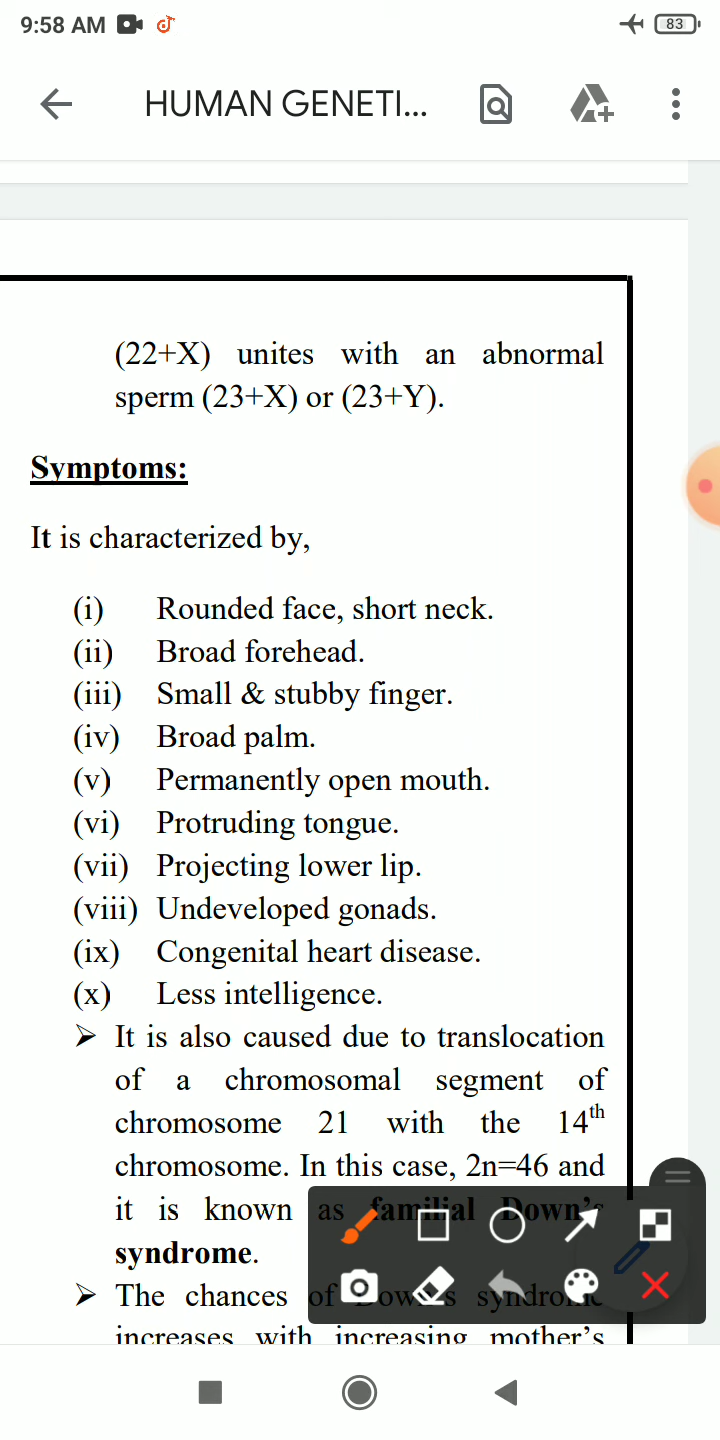 9:58 AM
83
HUMAN GENETI...
(22+X) unites with an abnormal
sperm (23+X) or (23+Y).
Symptoms:
It is characterized by,
(i) Rounded face, short neck.
(ii) Broad forehead.
(iii) Small & stubby finger.
(iv) Broad palm.
(v) Permanently open mouth.
(vi) Protruding tongue.
(vii) Projecting lower lip.
(viii) Undeveloped gonads.
(ix) Congenital heart disease.
(x) Less intelligence.
➢ It is also caused due to translocation
of a chromosomal segment of
chromosome 21 with the 14th
chromosome. In this case, 2n=46 and
it is known as familial Down's
syndrome.
➢ The chances of Down's syndrome
increases with increasing mother's